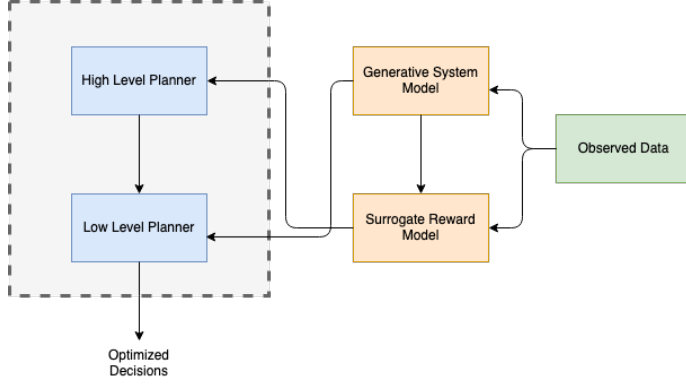 High Level Planner
Generative System
Model
Observed Data
Low Level Planner
Surrogate Reward
Model
Optimized
Decisions